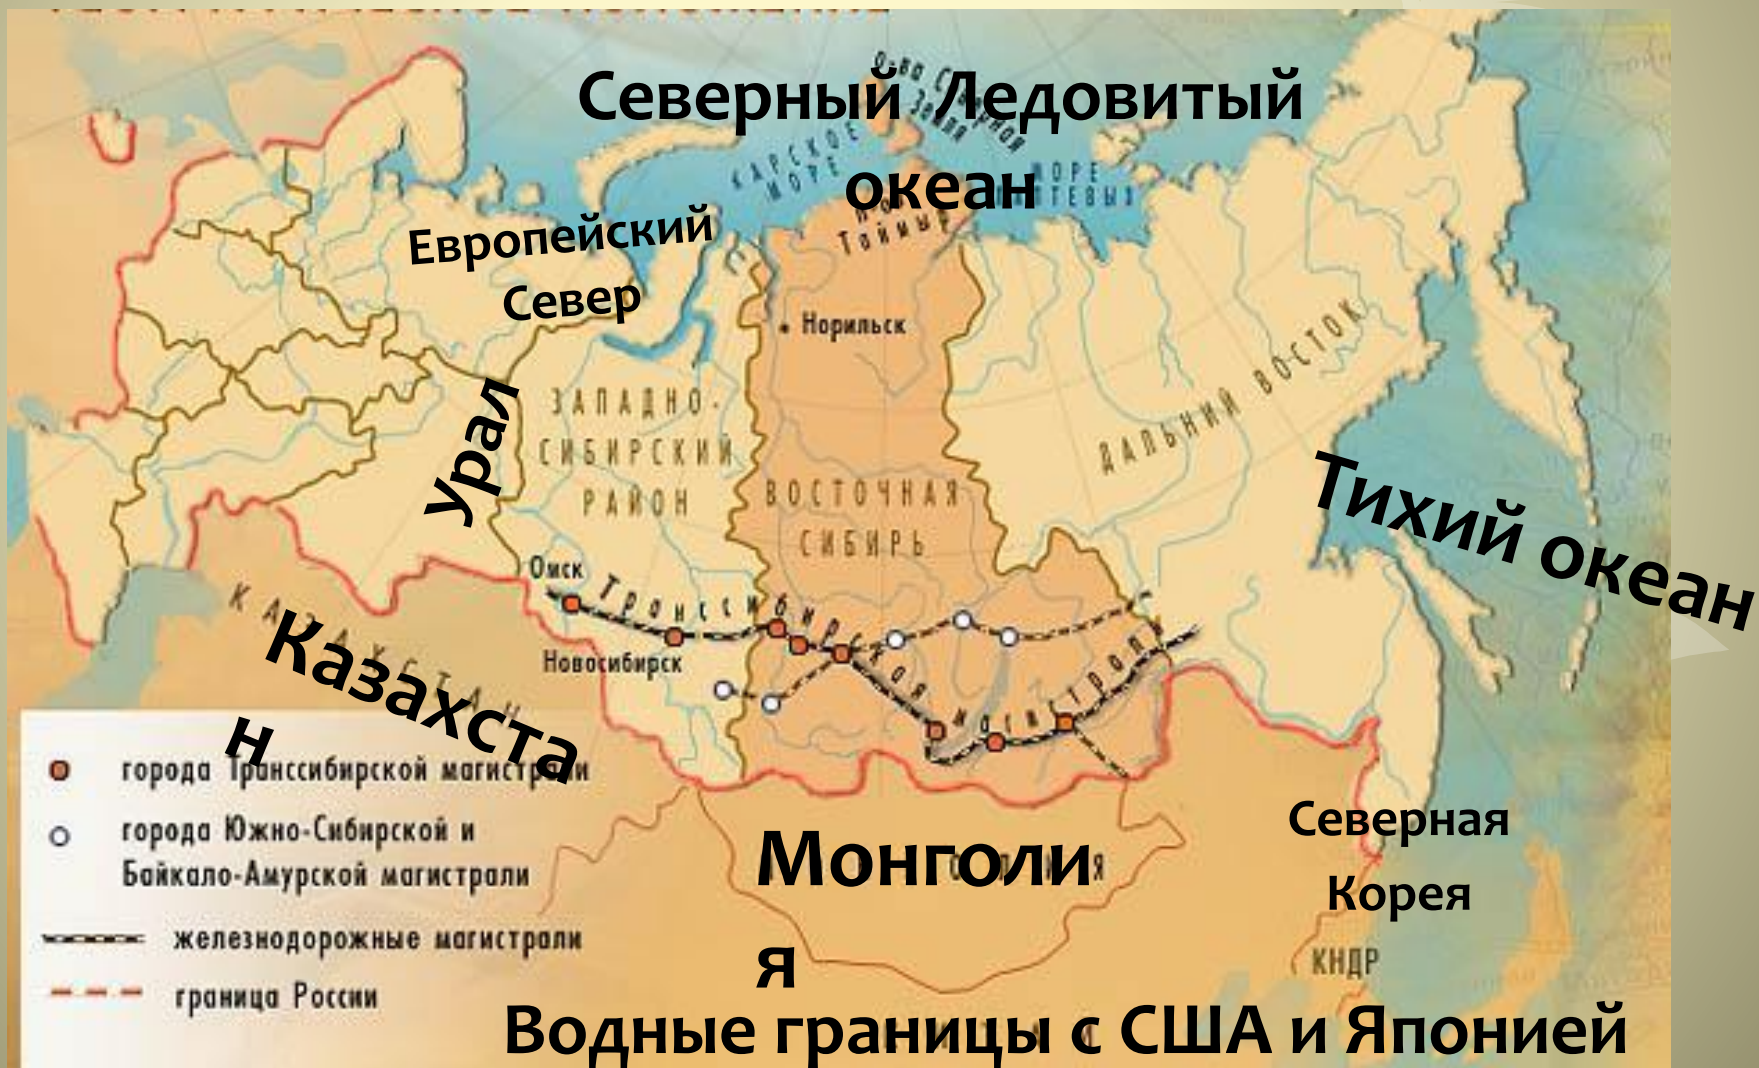 Северный Ледовитый
океан
КАРСКОЕ
МОРЕ
МОРЕ
Таймыр
Европейский
Север
Норильск
Урал
ЗАПАДНО-
СИБИРСКИЙ
РАЙОН
ВОСТОЧНАЯ
СИБИРЬ
ДАЛЬНИЙ ВОСТОК
Тихий океан
Омск
Транссибирская магистраль
Новосибирск
КАЗАХСТАН
Казахста
н
города Транссибирской магистрали
города Южно-Сибирской и
Байкало-Амурской магистрали
железнодорожные магистрали
граница России
Монголи
я
Северная
Корея
КНДР
Водные границы с США и Японией